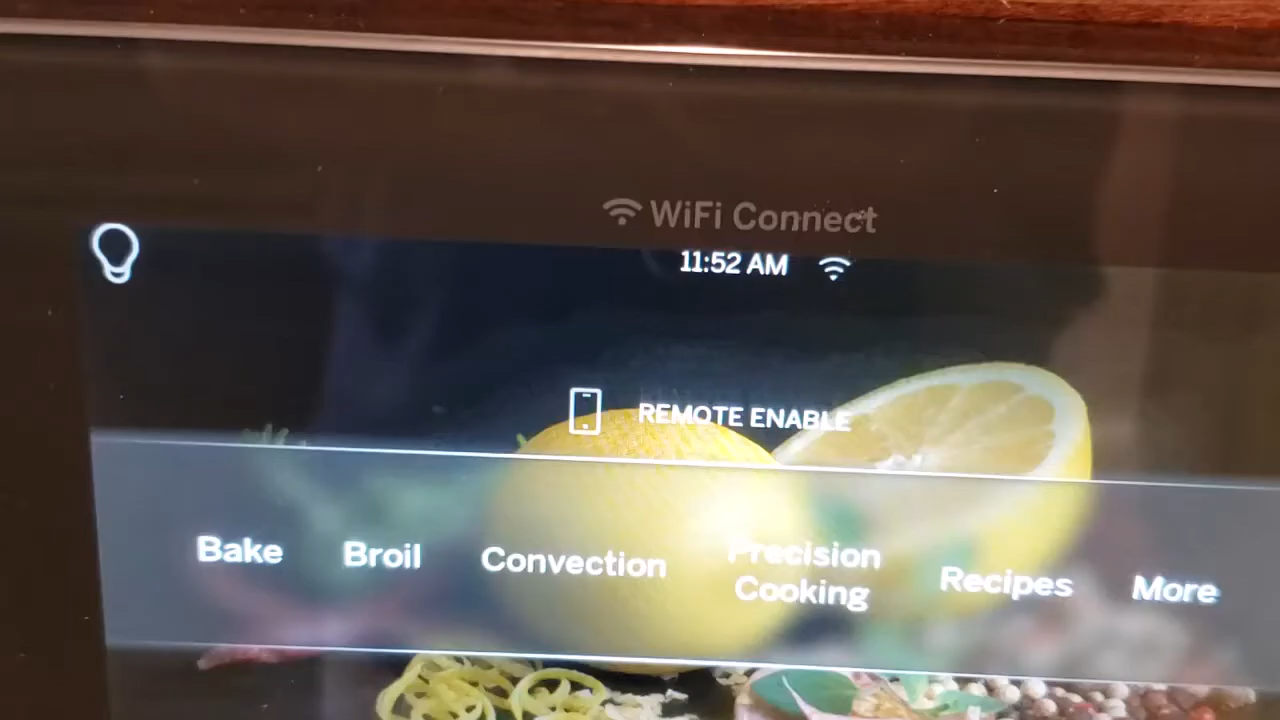 WiFi Connect
11:52 AM
REMOTE ENABLE
Bake Broil Convection Precision Cooking Recipes More